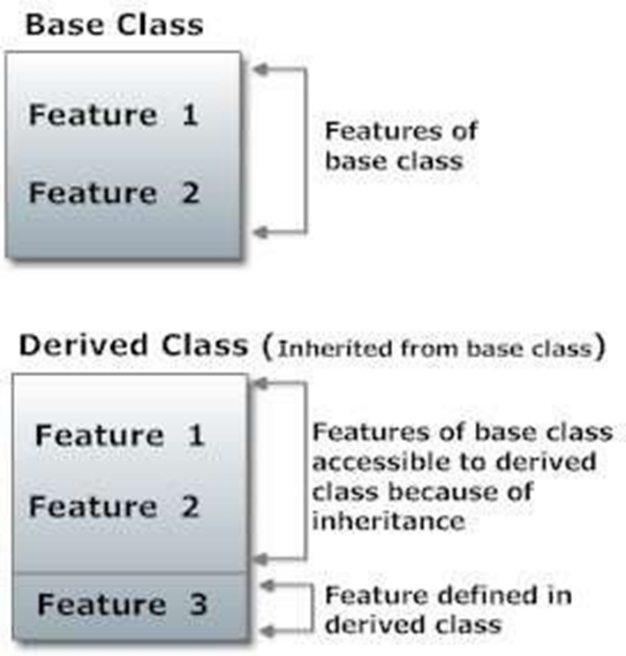 Base Class
Feature 1
Feature 2
Features of
base class
Derived Class (Inherited from base class)
Feature 1
Feature 2
Features of base class
accessible to derived
class because of
inheritance
Feature 3
Feature defined in
derived class